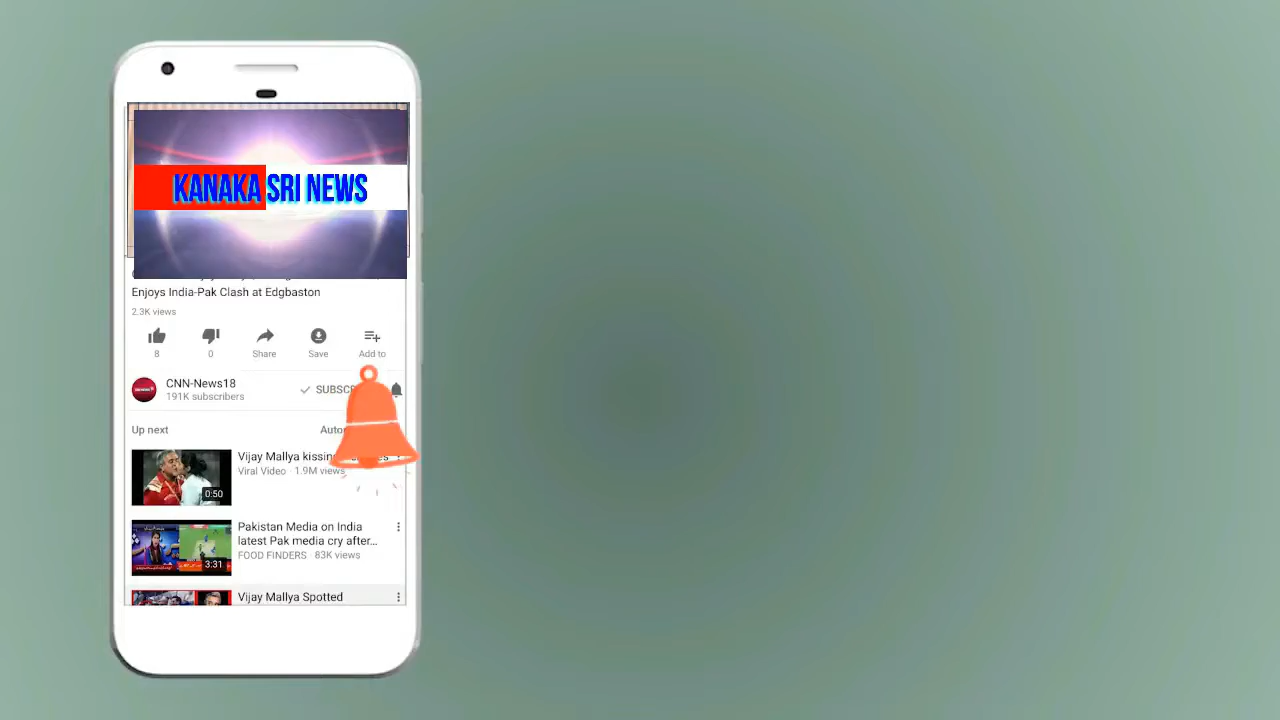 KANAKA SRI NEWS
Enjoys India-Pak Clash at Edgbaston
2.3K views
8
0
Share
Save
Add to
CNN-News18
191K subscribers
Up next
Vijay Mallya kissing
Viral Video · 1.9M views
0:50
Pakistan Media on India
latest Pak media cry after...
FOOD FINDERS · 83K views
3:31
Vijay Mallya Spotted